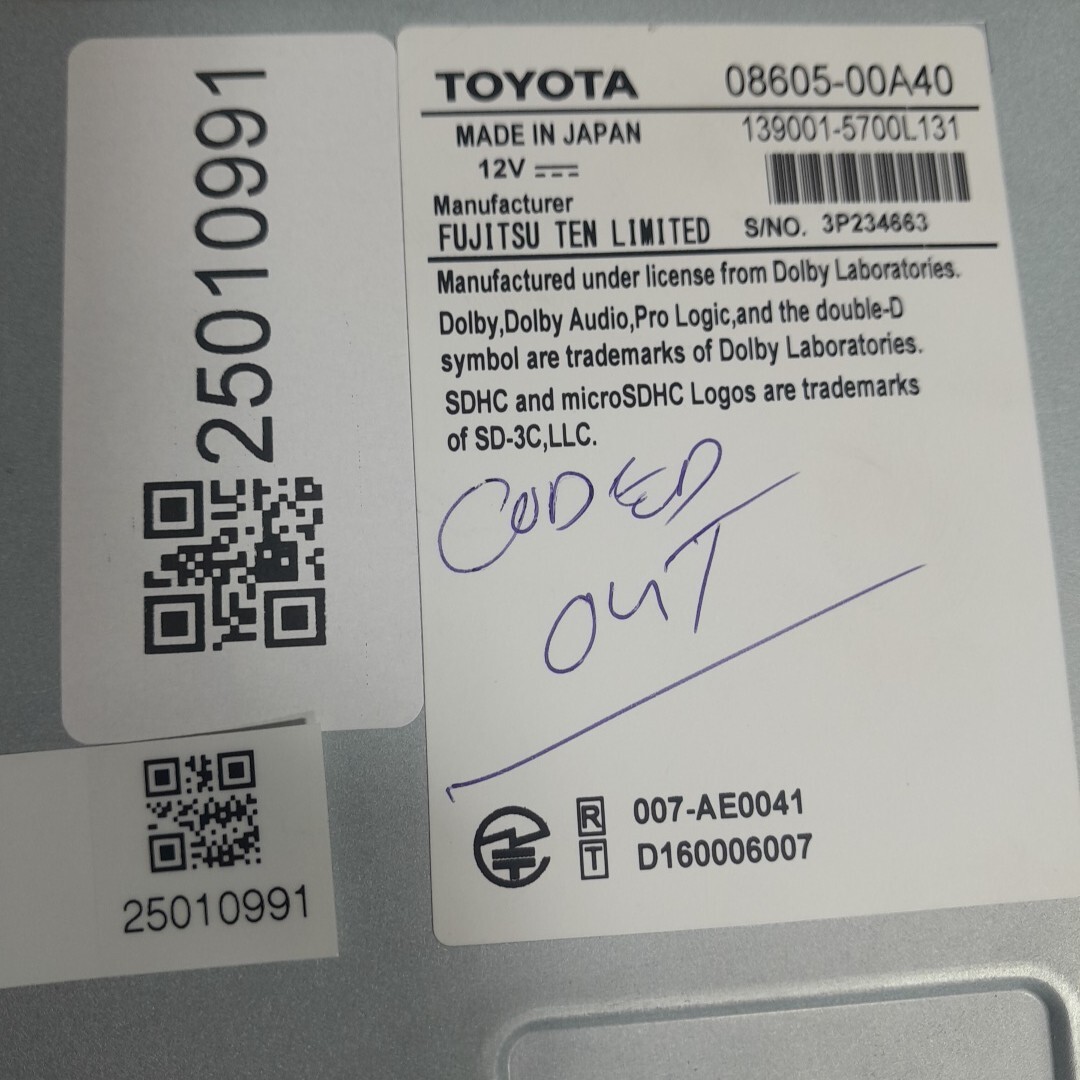 25010991
TOYOTA 08605-00A40
MADE IN JAPAN 139001-5700L131
12V
Manufacturer
FUJITSU TEN LIMITED S/NO. 3P234663
Manufactured under license from Dolby Laboratories.
Dolby,Dolby Audio,Pro Logic,and the double-D
symbol are trademarks of Dolby Laboratories.
SDHC and microSDHC Logos are trademarks
of SD-3C,LLC.
CODED
OUT
R 007-AE0041
T D160006007
25010991